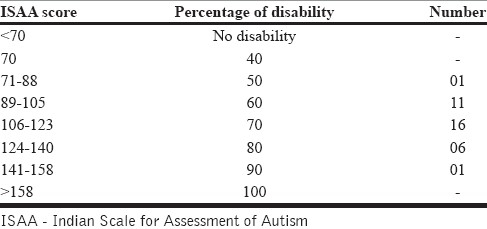 ISAA score Percentage of disability Number
<70 No disability -
70 40 -
71-88 50 01
89-105 60 11
106-123 70 16
124-140 80 06
141-158 90 01
>158 100 -
ISAA - Indian Scale for Assessment of Autism